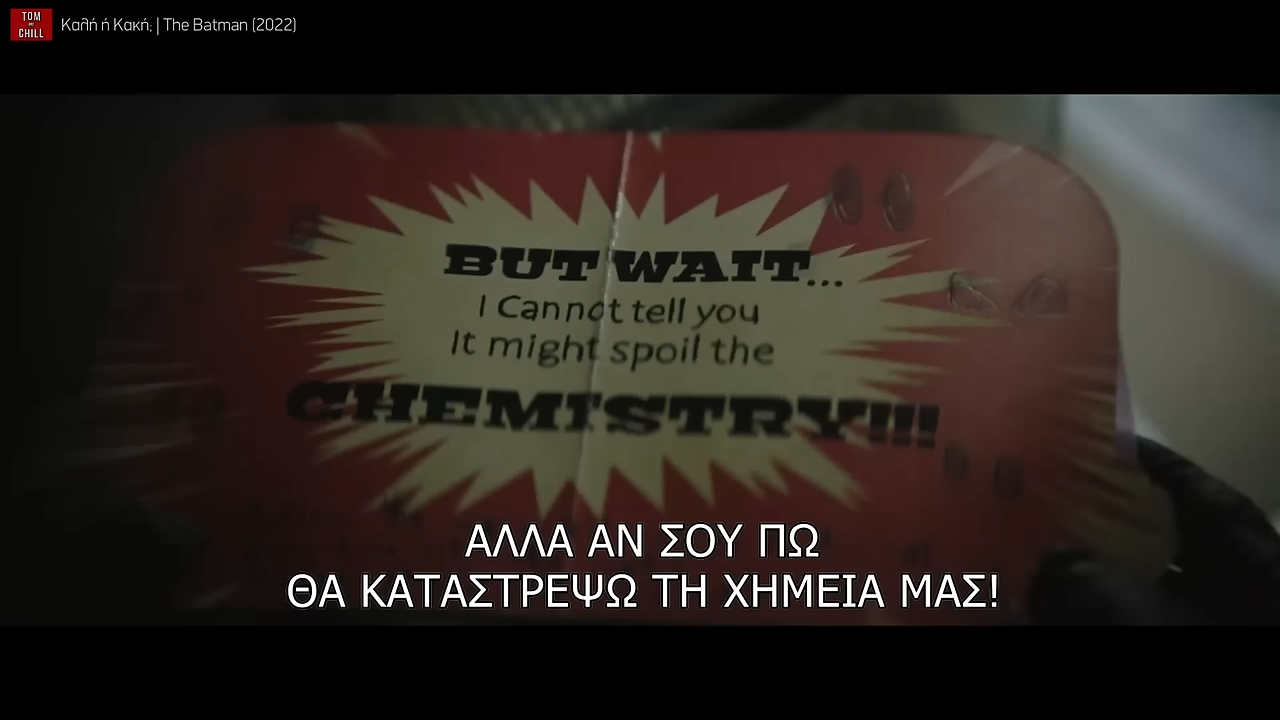 TOM
AND
CHILL
Καλή ή Κακή; | The Batman (2022)
BUT WAIT...
I Cannot tell you
It might spoil the
CHEMISTRY!!!
ΑΛΛΑ ΑΝ ΣΟΥ ΠΩ
ΘΑ ΚΑΤΑΣΤΡΕΨΩ ΤΗ ΧΗΜΕΙΑ ΜΑΣ!